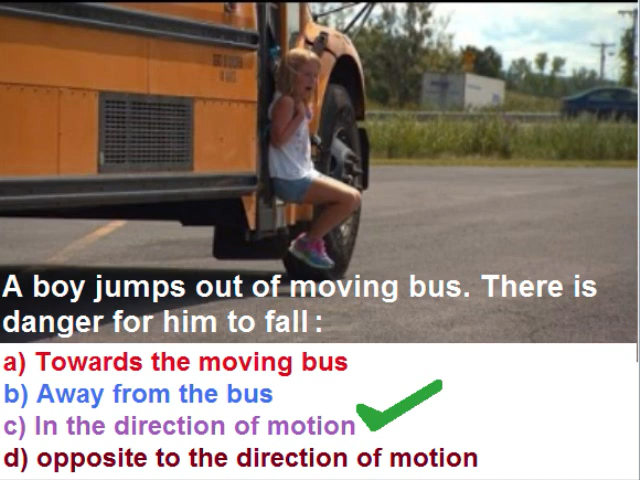 A boy jumps out of moving bus. There is
danger for him to fall :
a) Towards the moving bus
b) Away from the bus
c) In the direction of motion
d) opposite to the direction of motion